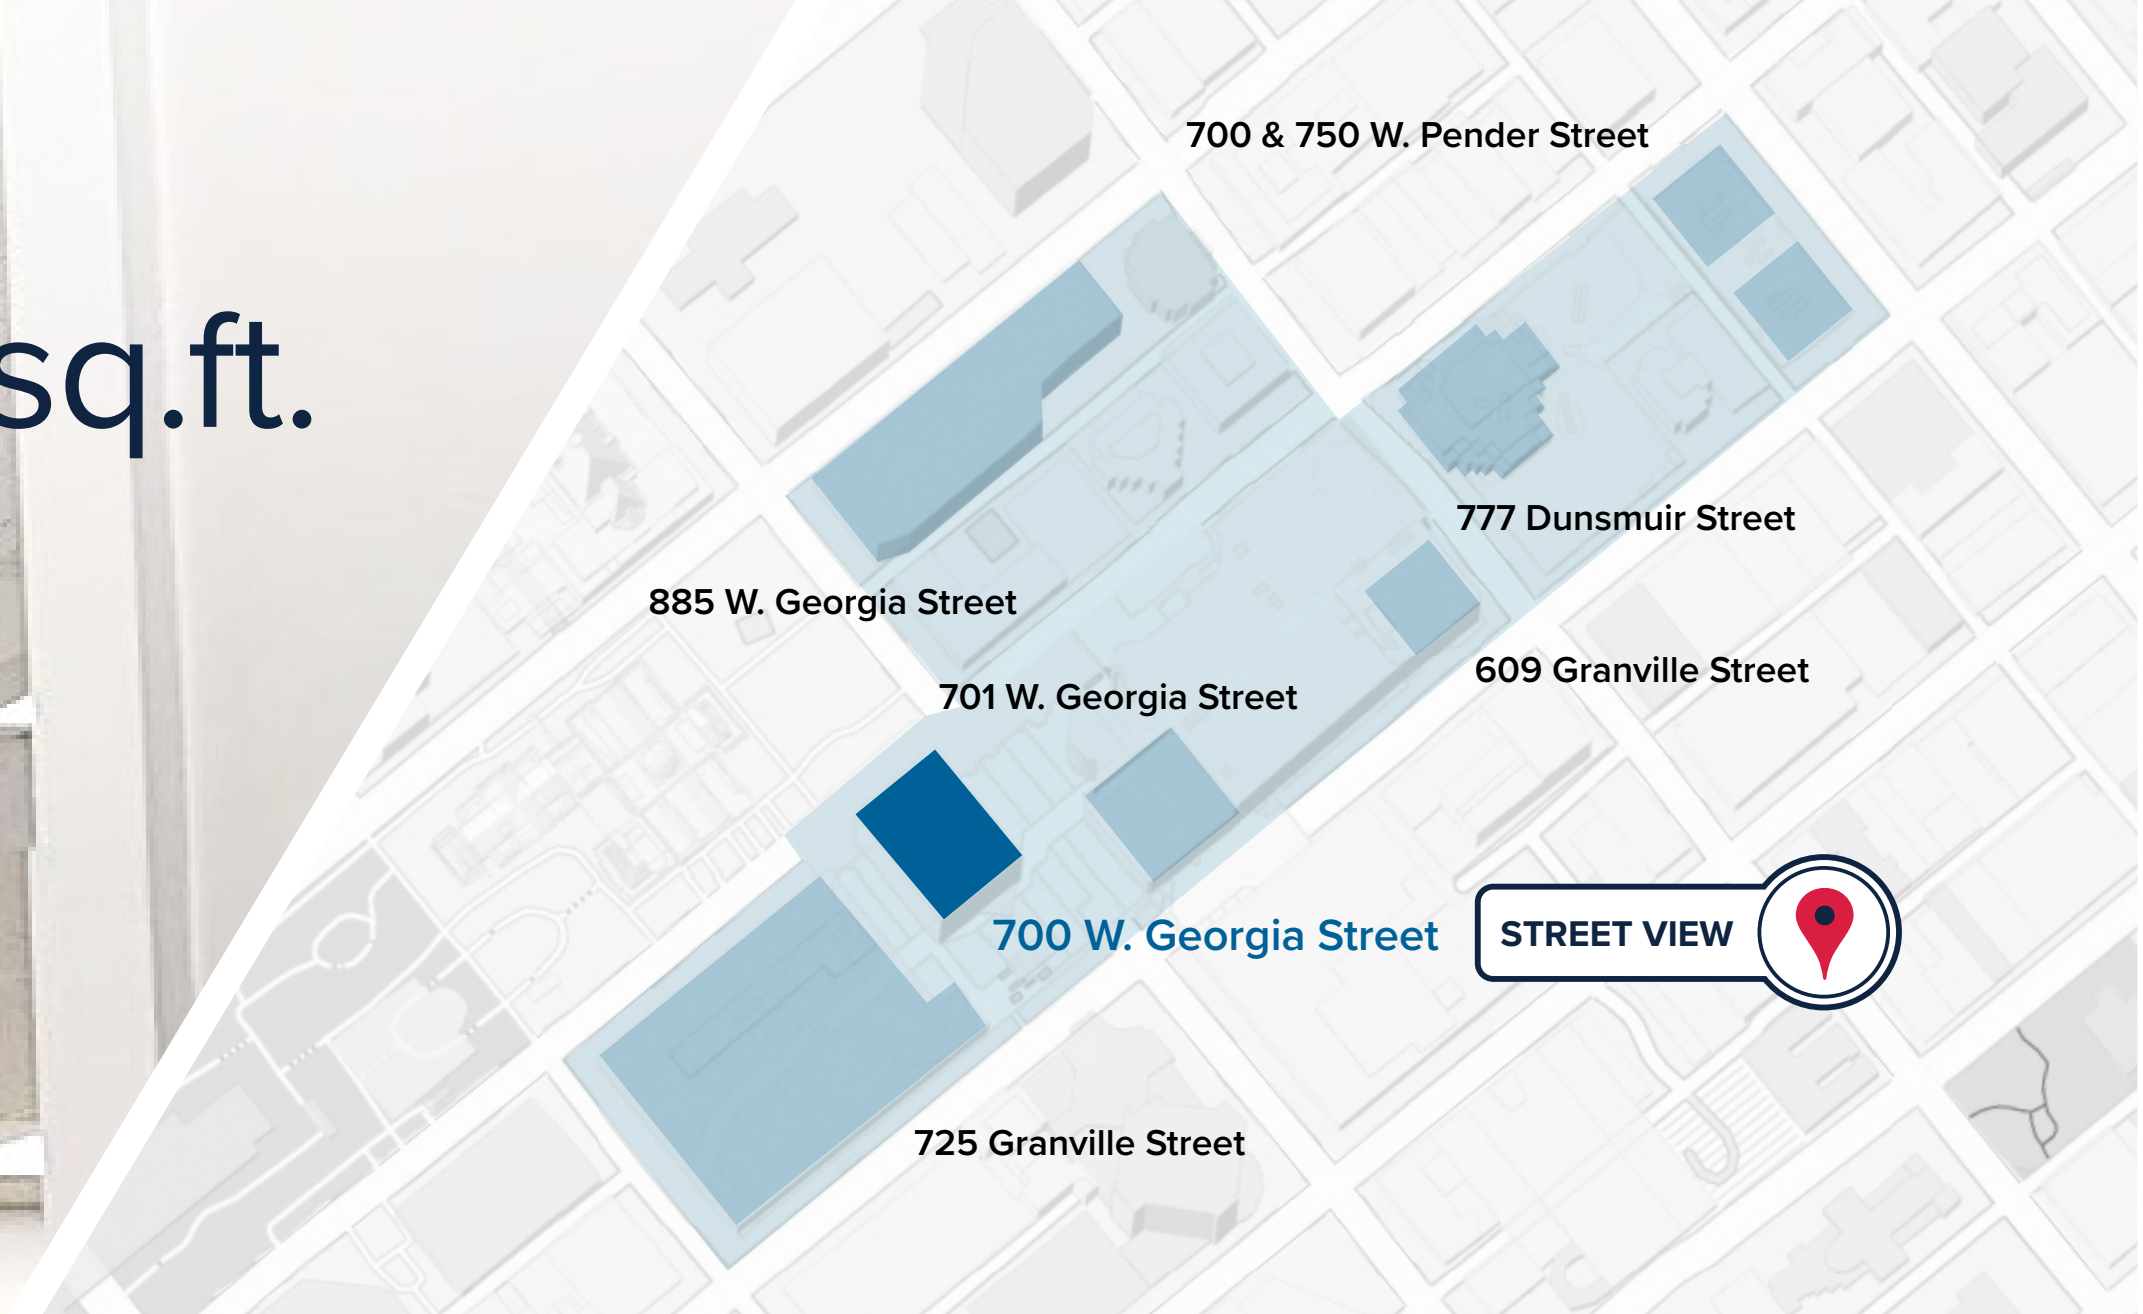 sq.ft.
700 & 750 W. Pender Street
777 Dunsmuir Street
885 W. Georgia Street
609 Granville Street
701 W. Georgia Street
700 W. Georgia Street
STREET VIEW
725 Granville Street